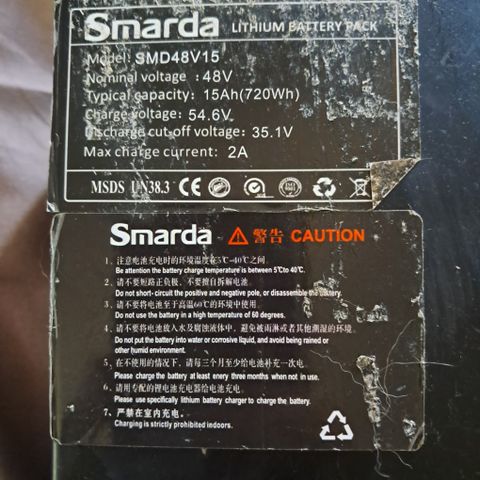 Smarda LITHIUM BATTERY PACK
Model: SMD48V15
Nominal voltage : 48V
Typical capacity: 15Ah(720Wh)
Charge voltage: 54.6V
Discharge cut-off voltage: 35.1V
Max charge current: 2A
MSDS UN38.3 CE
Smarda 警告 CAUTION
1、注意电池充电时的环境温度在5℃-40℃之间.
Be attention the battery charge temperature is between 5℃to 40℃.
2、请不要短路正负极, 不要擅自拆解电池.
Do not short-circuit the positive and negative pole, or disassemble the battery.
3、请不要将电池至于高温60℃的环境中使用.
Do not use the battery in a high temperature of 60 degrees.
4、请不要将电池放入水及腐蚀液体中, 避免被雨淋或者其他潮湿的环境.
Do not put the battery into water or corrosive liquid, and avoid being rained or
other humid environment.
5、在不使用的情况下, 请每三个月至少给电池补充一次电.
Please charge the battery at least enery three months when not in use.
6、请用专配的锂电池充电器给电池充电.
Please use specifically lithium battery charger to charge the battery.
7、严禁在室内充电.
Charging is strictly prohibited indoors.